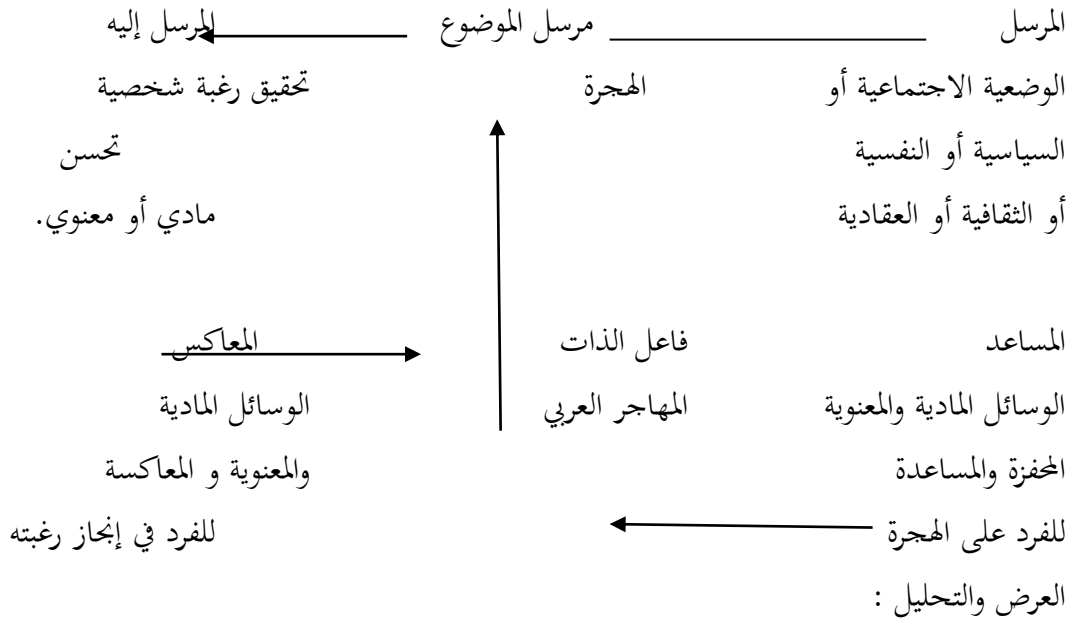 المرسل ــــــــــــــــــــــــــــــ مرسل الموضوع المرسل إليه
الوضعية الاجتماعية أو الهجرة تحقيق رغبة شخصية
السياسية أو النفسية تحسن
أو الثقافية أو العقادية مادي أو معنوي.
المساعد فاعل الذات المعاكس
الوسائل المادية والمعنوية المهاجر العربي الوسائل المادية
المحفزة والمساعدة والمعنوية و المعاكسة
للفرد على الهجرة للفرد في إنجاز رغبته
العرض والتحليل :